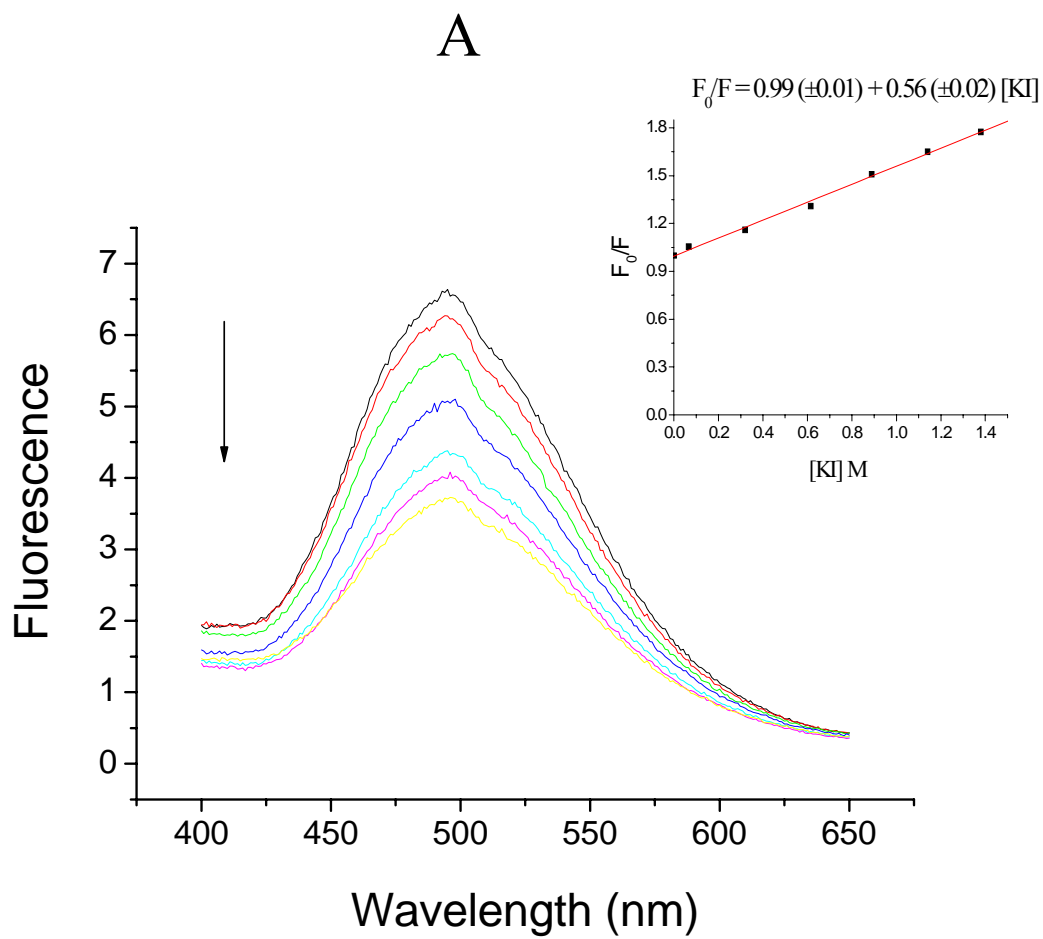 A
F₀/F = 0.99 (±0.01) + 0.56 (±0.02) [KI]
1.8
1.5
1.2
0.9
0.6
0.3
0.0
F₀/F
0.0 0.2 0.4 0.6 0.8 1.0 1.2 1.4
[KI] M
7
6
5
4
3
2
1
0
Fluorescence
400 450 500 550 600 650
Wavelength (nm)